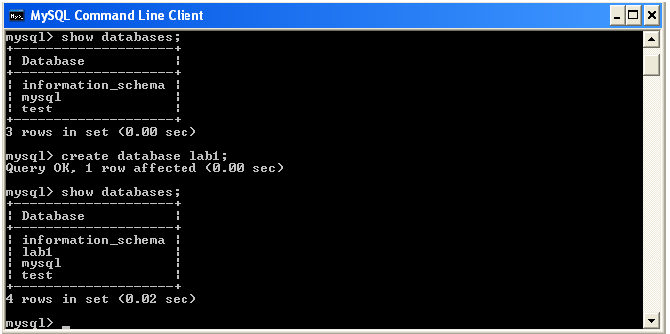 MySQL Command Line Client
mysql> show databases;
+--------------------+
| Database           |
+--------------------+
| information_schema |
| mysql              |
| test               |
+--------------------+
3 rows in set (0.00 sec)
mysql> create database lab1;
Query OK, 1 row affected (0.00 sec)
mysql> show databases;
+--------------------+
| Database           |
+--------------------+
| information_schema |
| lab1               |
| mysql              |
| test               |
+--------------------+
4 rows in set (0.02 sec)
mysql> _